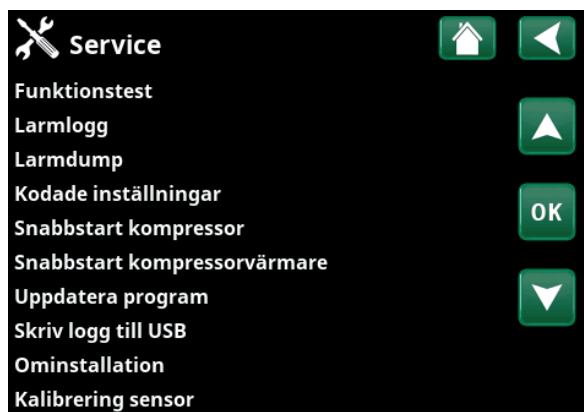 Service
Funktionstest
Larmlogg
Larmdump
Kodade inställningar
OK
Snabbstart kompressor
Snabbstart kompressorvärmare
Uppdatera program
Skriv logg till USB
Ominstallation
Kalibrering sensor